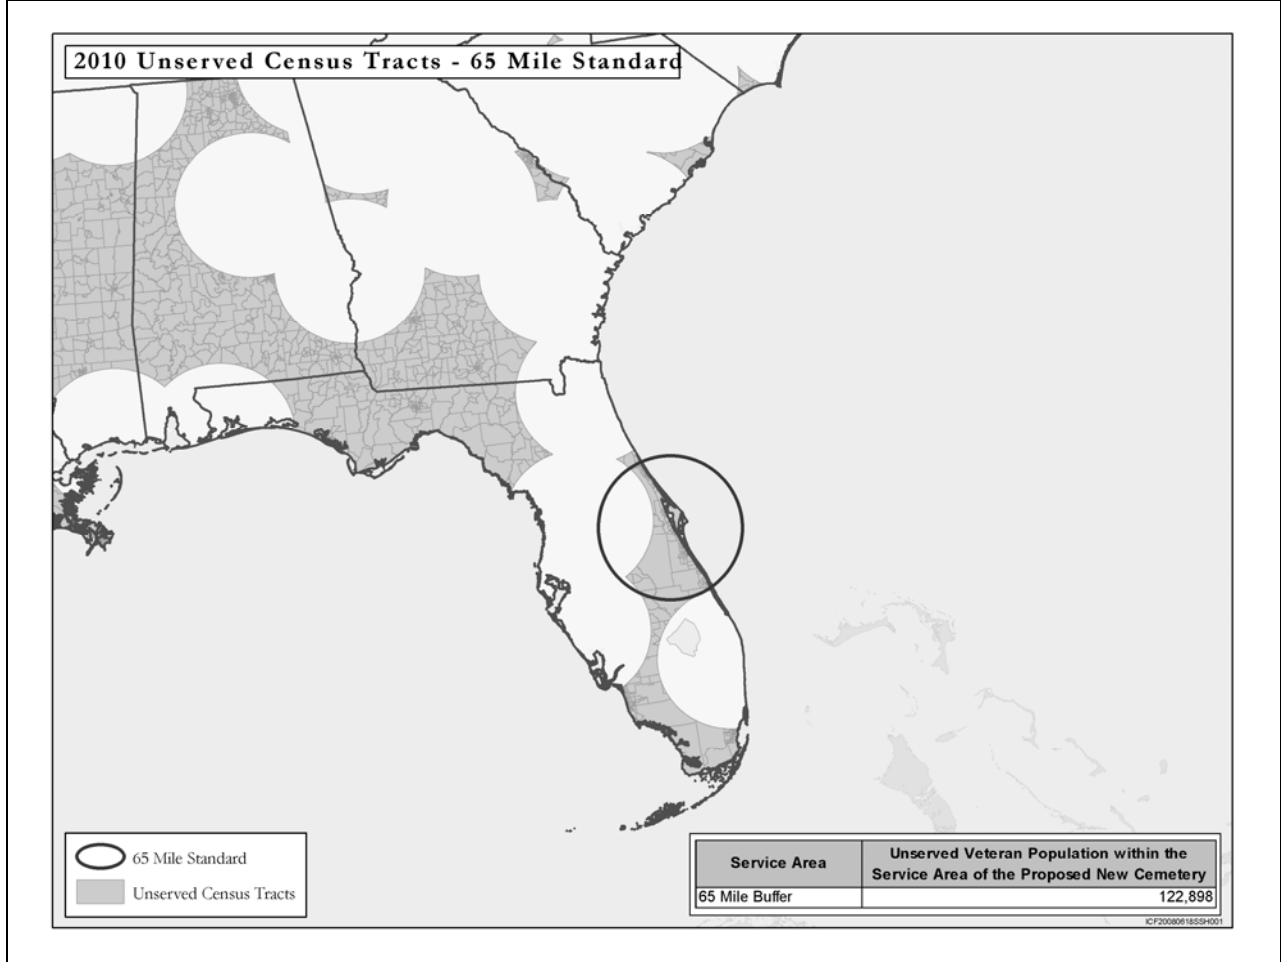 2010 Unserved Census Tracts - 65 Mile Standard
65 Mile Standard
Unserved Census Tracts
Service Area
Unserved Veteran Population within the
Service Area of the Proposed New Cemetery
65 Mile Buffer 122,898
ICF20080618SSH001